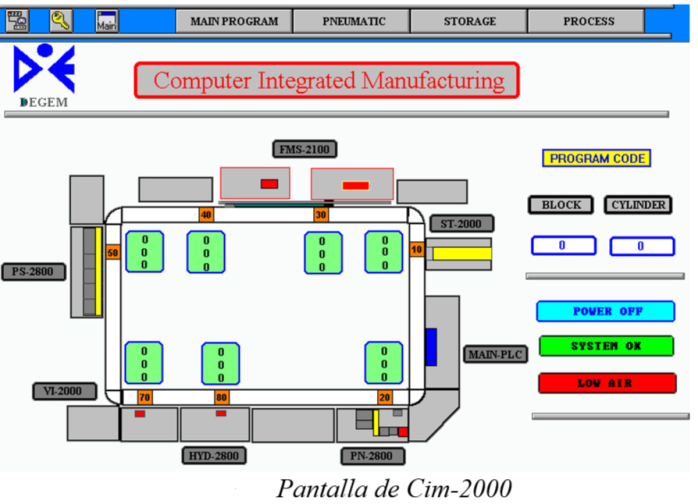 Main
MAIN PROGRAM
PNEUMATIC
STORAGE
PROCESS
DEGEM
Computer Integrated Manufacturing
FMS-2100
PROGRAM CODE
BLOCK
CYLINDER
0
0
40
30
ST-2000
50
0
0
0
0
0
0
0
0
0
0
0
0
10
PS-2800
POWER OFF
SYSTEM OK
LOW AIR
MAIN-PLC
0
0
0
0
0
0
0
0
0
VI-2000
70
80
20
HYD-2800
PN-2800
Pantalla de Cim-2000